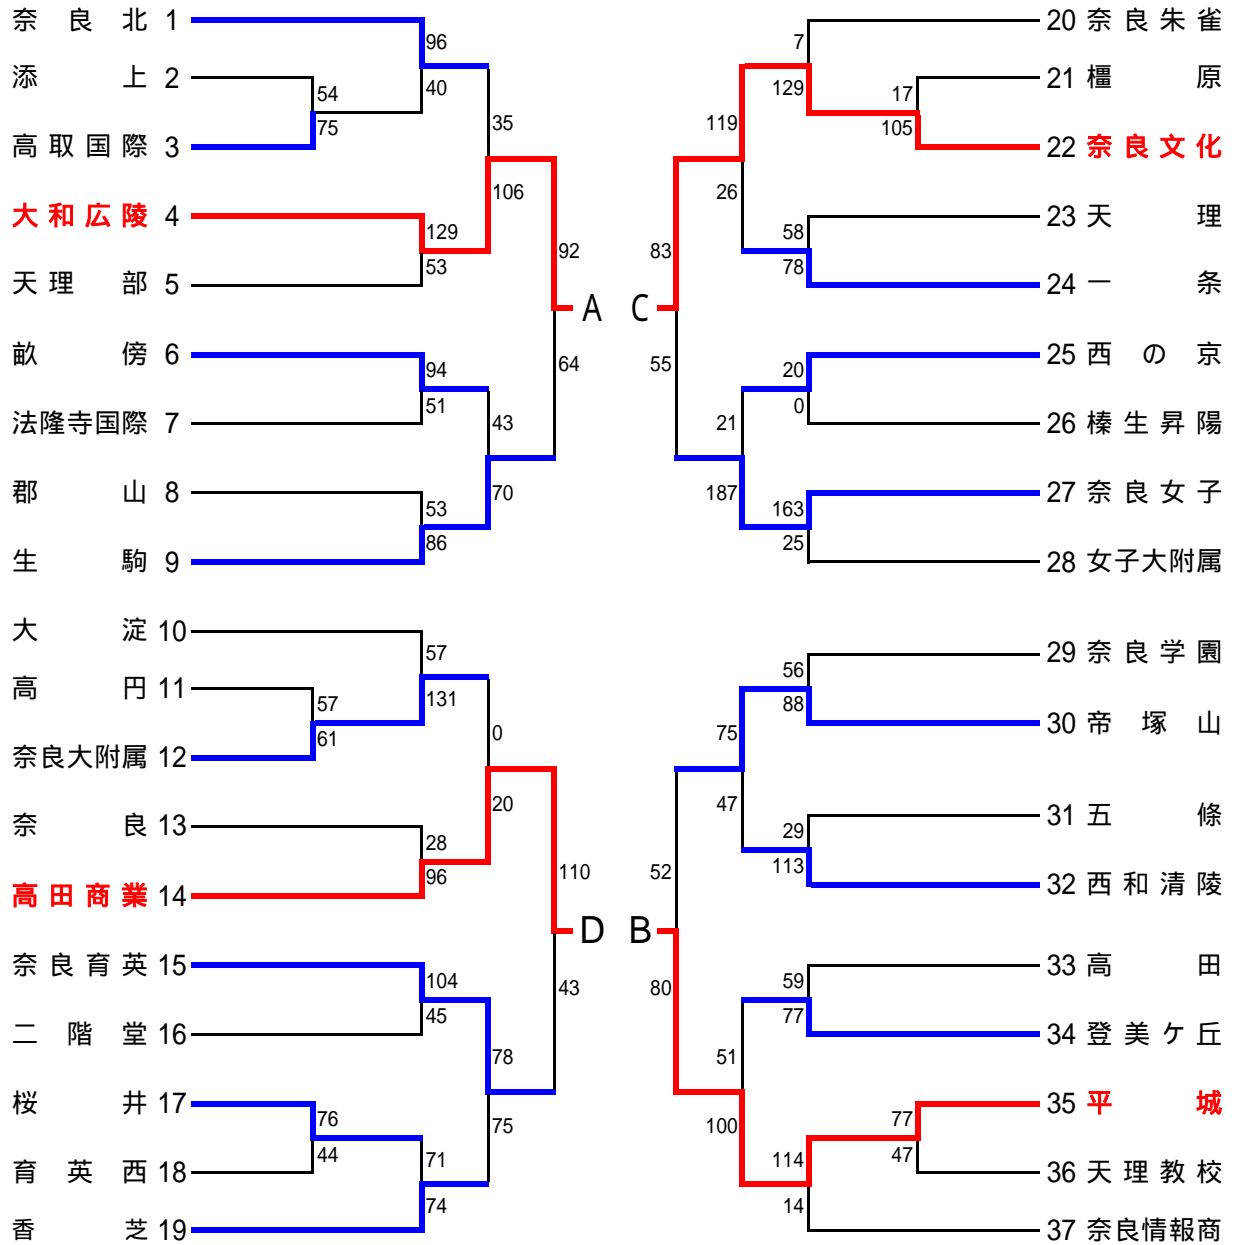 奈良北 1
添上 2
高取国際 3
大和広陵 4
天理部 5
畝傍 6
法隆寺国際 7
郡山 8
生駒 9
大淀 10
高円 11
奈良大附属 12
奈良 13
高田商業 14
奈良育英 15
二階堂 16
桜井 17
育英西 18
香芝 19
96
40
54
75
35
106
129
53
92
64
94
51
43
70
53
86
57
131
57
61
0
20
28
96
110
43
104
45
78
75
76
44
71
74
A C
D B
7
129
17
105
119
26
58
78
83
55
20
0
21
187
163
25
56
88
75
47
29
113
52
80
59
77
51
100
77
47
114
14
20 奈良朱雀
21 橿原
22 奈良文化
23 天理
24 一条
25 西の京
26 榛生昇陽
27 奈良女子
28 女子大附属
29 奈良学園
30 帝塚山
31 五條
32 西和清陵
33 高田
34 登美ケ丘
35 平城
36 天理教校
37 奈良情報商